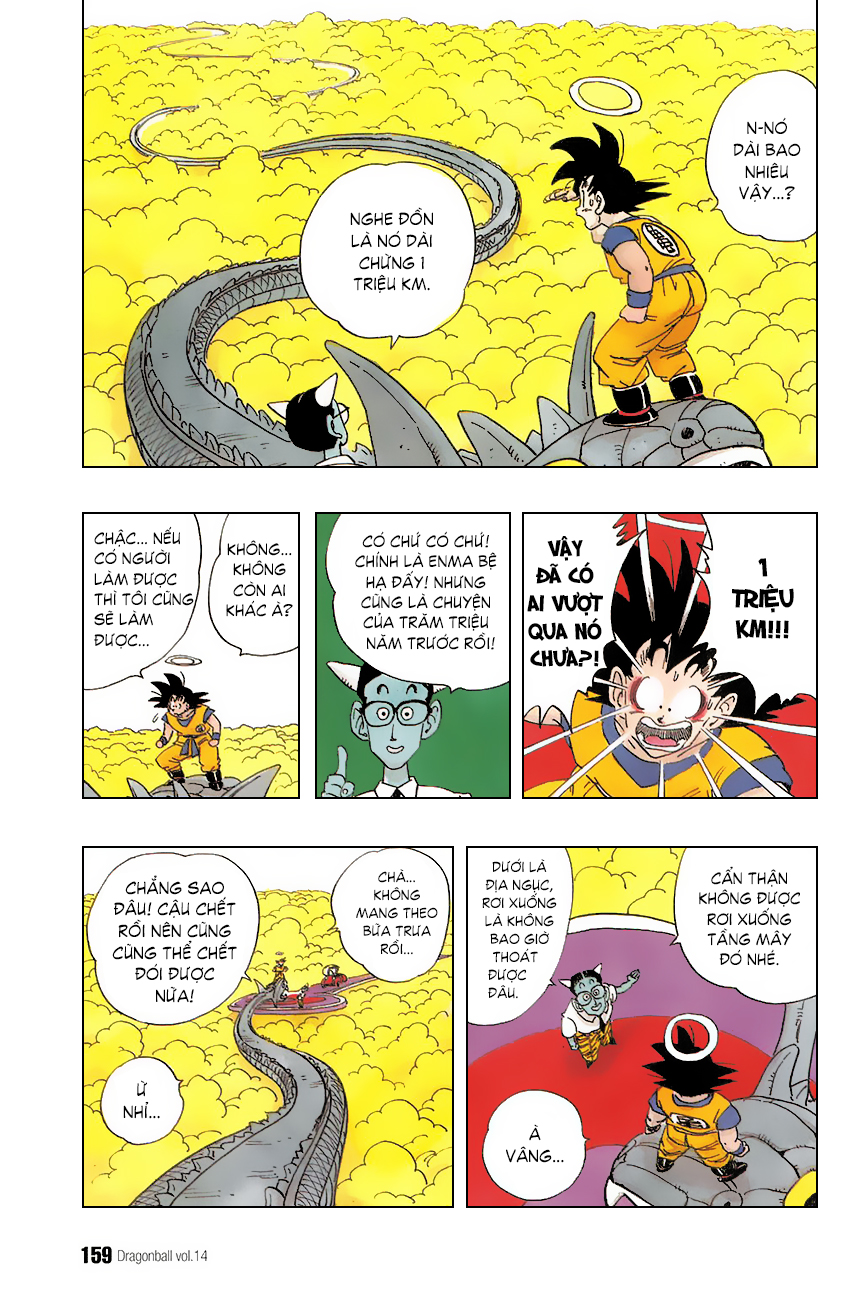 N-NÓ
DÀI BAO
NHIÊU
VẬY...?
NGHE ĐỒN
LÀ NÓ DÀI
CHỪNG 1
TRIỆU KM.
1
TRIỆU
KM!!!
VẬY
ĐÃ CÓ
AI VƯỢT
QUA NÓ
CHƯA?!
CÓ CHỨ CÓ CHỨ!
CHÍNH LÀ ENMA BỆ
HẠ ĐẤY! NHƯNG
CŨNG LÀ CHUYỆN
CỦA TRĂM TRIỆU
NĂM TRƯỚC RỒI!
KHÔNG...
KHÔNG
CÒN AI
KHÁC À?
CHẬC... NẾU
CÓ NGƯỜI
LÀM ĐƯỢC
THÌ TÔI CŨNG
SẼ LÀM
ĐƯỢC...
CẨN THẬN
KHÔNG ĐƯỢC
RƠI XUỐNG
TẦNG MÂY
ĐÓ NHÉ.
DƯỚI LÀ
ĐỊA NGỤC,
RƠI XUỐNG
LÀ KHÔNG
BAO GIỜ
THOÁT
ĐƯỢC
ĐÂU.
À
VÂNG...
CHÀ...
KHÔNG
MANG THEO
BỮA TRƯA
RỒI...
CHẲNG SAO
ĐÂU! CẬU CHẾT
RỒI NÊN CŨNG
CŨNG THỂ CHẾT
ĐÓI ĐƯỢC
NỮA!
Ừ
NHỈ...
159 Dragonball vol.14